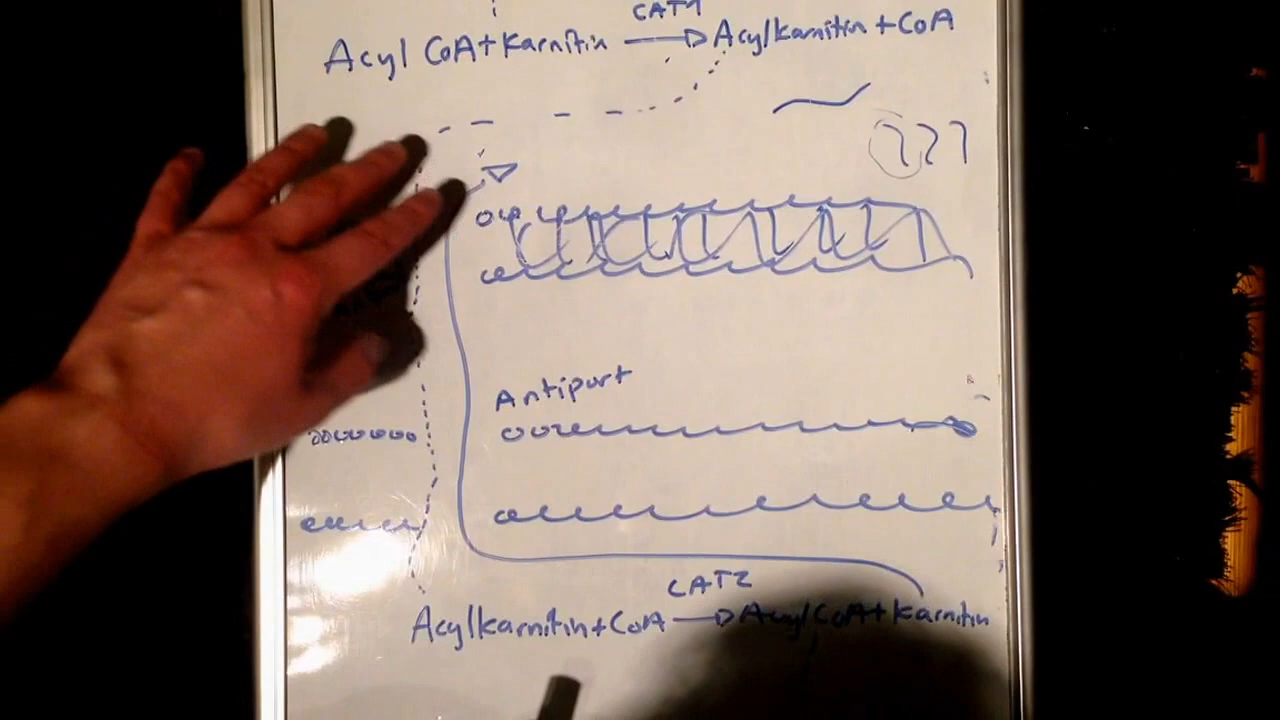 CAT1
Acyl CoA+Karnitin → Acylkarnitin+CoA
???
Antiport
CAT2
Acylkarnitin+CoA → Acyl CoA+Karnitin